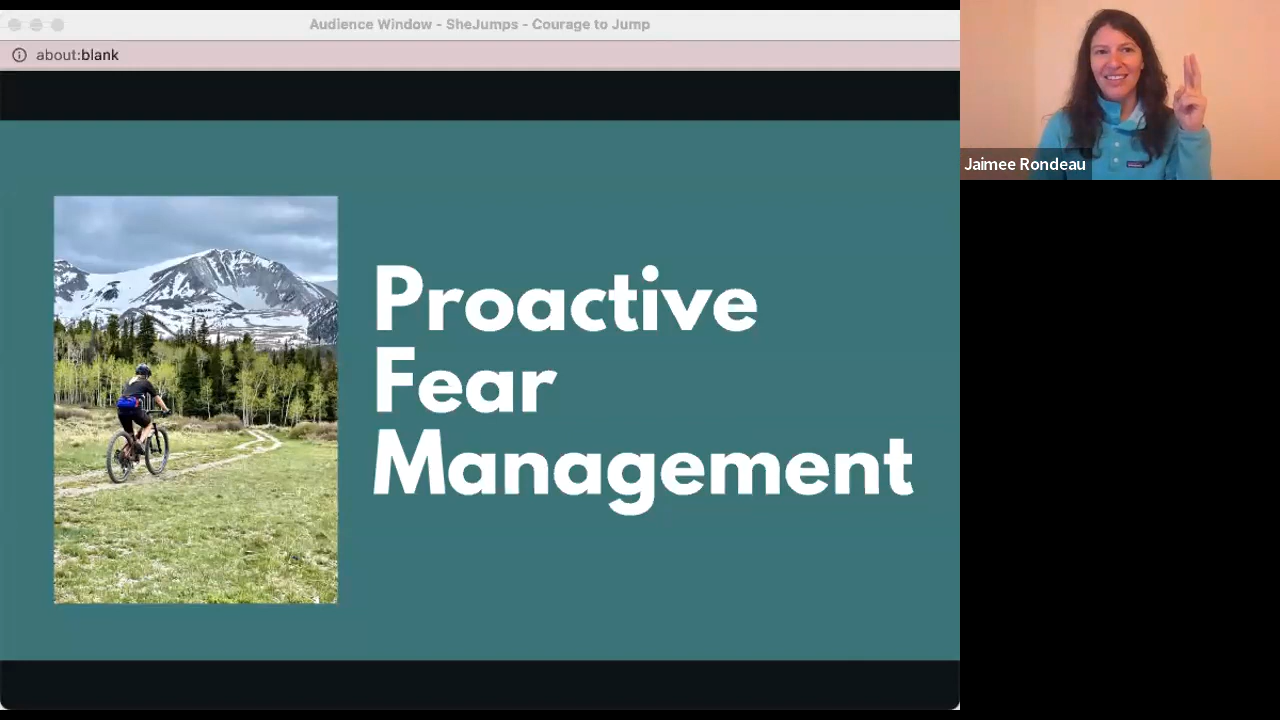 Audience Window - SheJumps - Courage to Jump
about:blank
Jaimee Rondeau
Proactive
Fear
Management